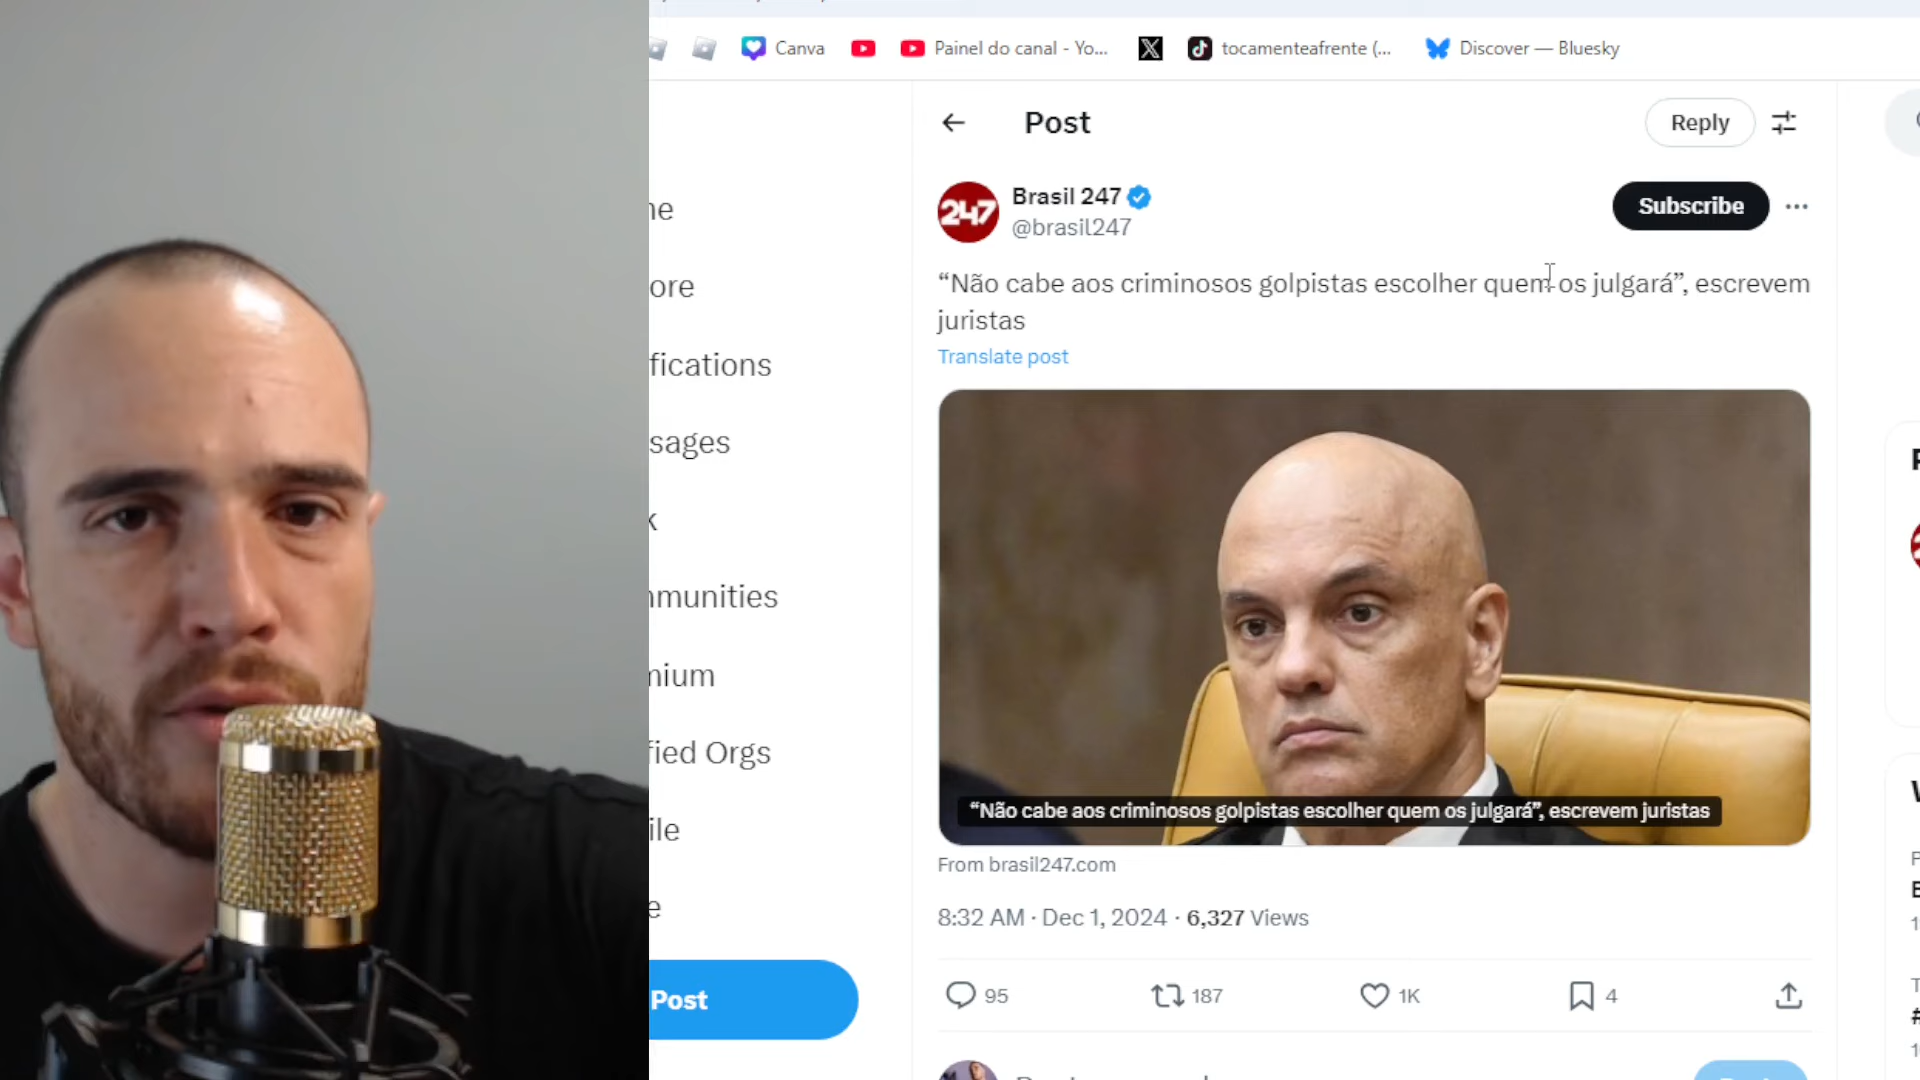 Canva
Painel do canal - Yo...
tocamenteafrente (...
Discover — Bluesky
Post
Reply
247
Brasil 247
@brasil247
Subscribe
“Não cabe aos criminosos golpistas escolher quem os julgará”, escrevem
juristas
Translate post
“Não cabe aos criminosos golpistas escolher quem os julgará”, escrevem juristas
From brasil247.com
8:32 AM · Dec 1, 2024 · 6,327 Views
95
187
1K
4
ne
ore
fications
sages
k
mmunities
mium
fied Orgs
ile
e
Post